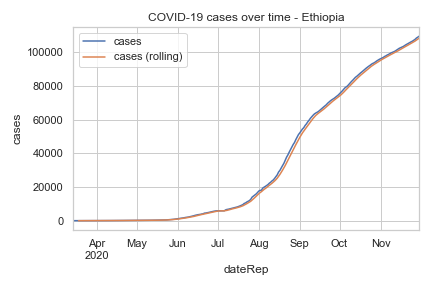 COVID-19 cases over time - Ethiopia
cases
cases (rolling)
100000
80000
60000
40000
20000
0
cases
Apr
2020
May
Jun
Jul
Aug
Sep
Oct
Nov
dateRep